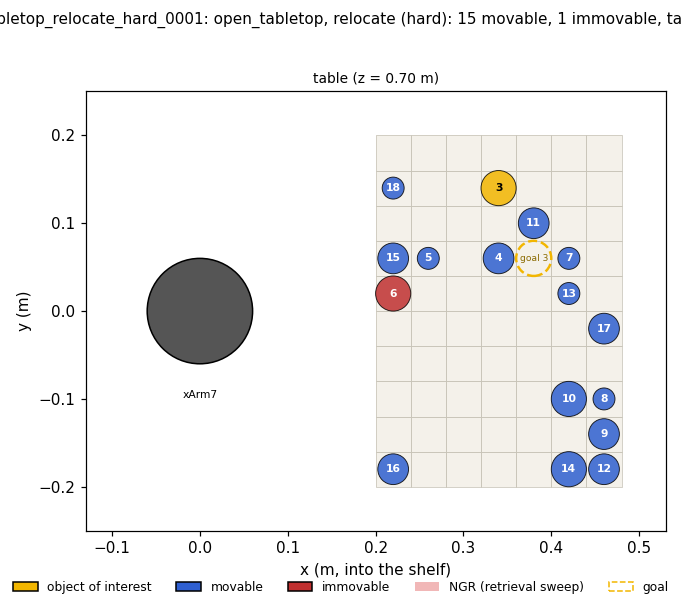 bletop_relocate_hard_0001: open_tabletop, relocate (hard): 15 movable, 1 immovable, ta
table (z = 0.70 m)
0.2
0.1
0.0
−0.1
−0.2
y (m)
18
3
11
15
5
4
goal 3
7
6
13
17
10
8
9
16
14
12
xArm7
−0.1
0.0
0.1
0.2
0.3
0.4
0.5
x (m, into the shelf)
object of interest
movable
immovable
NGR (retrieval sweep)
goal